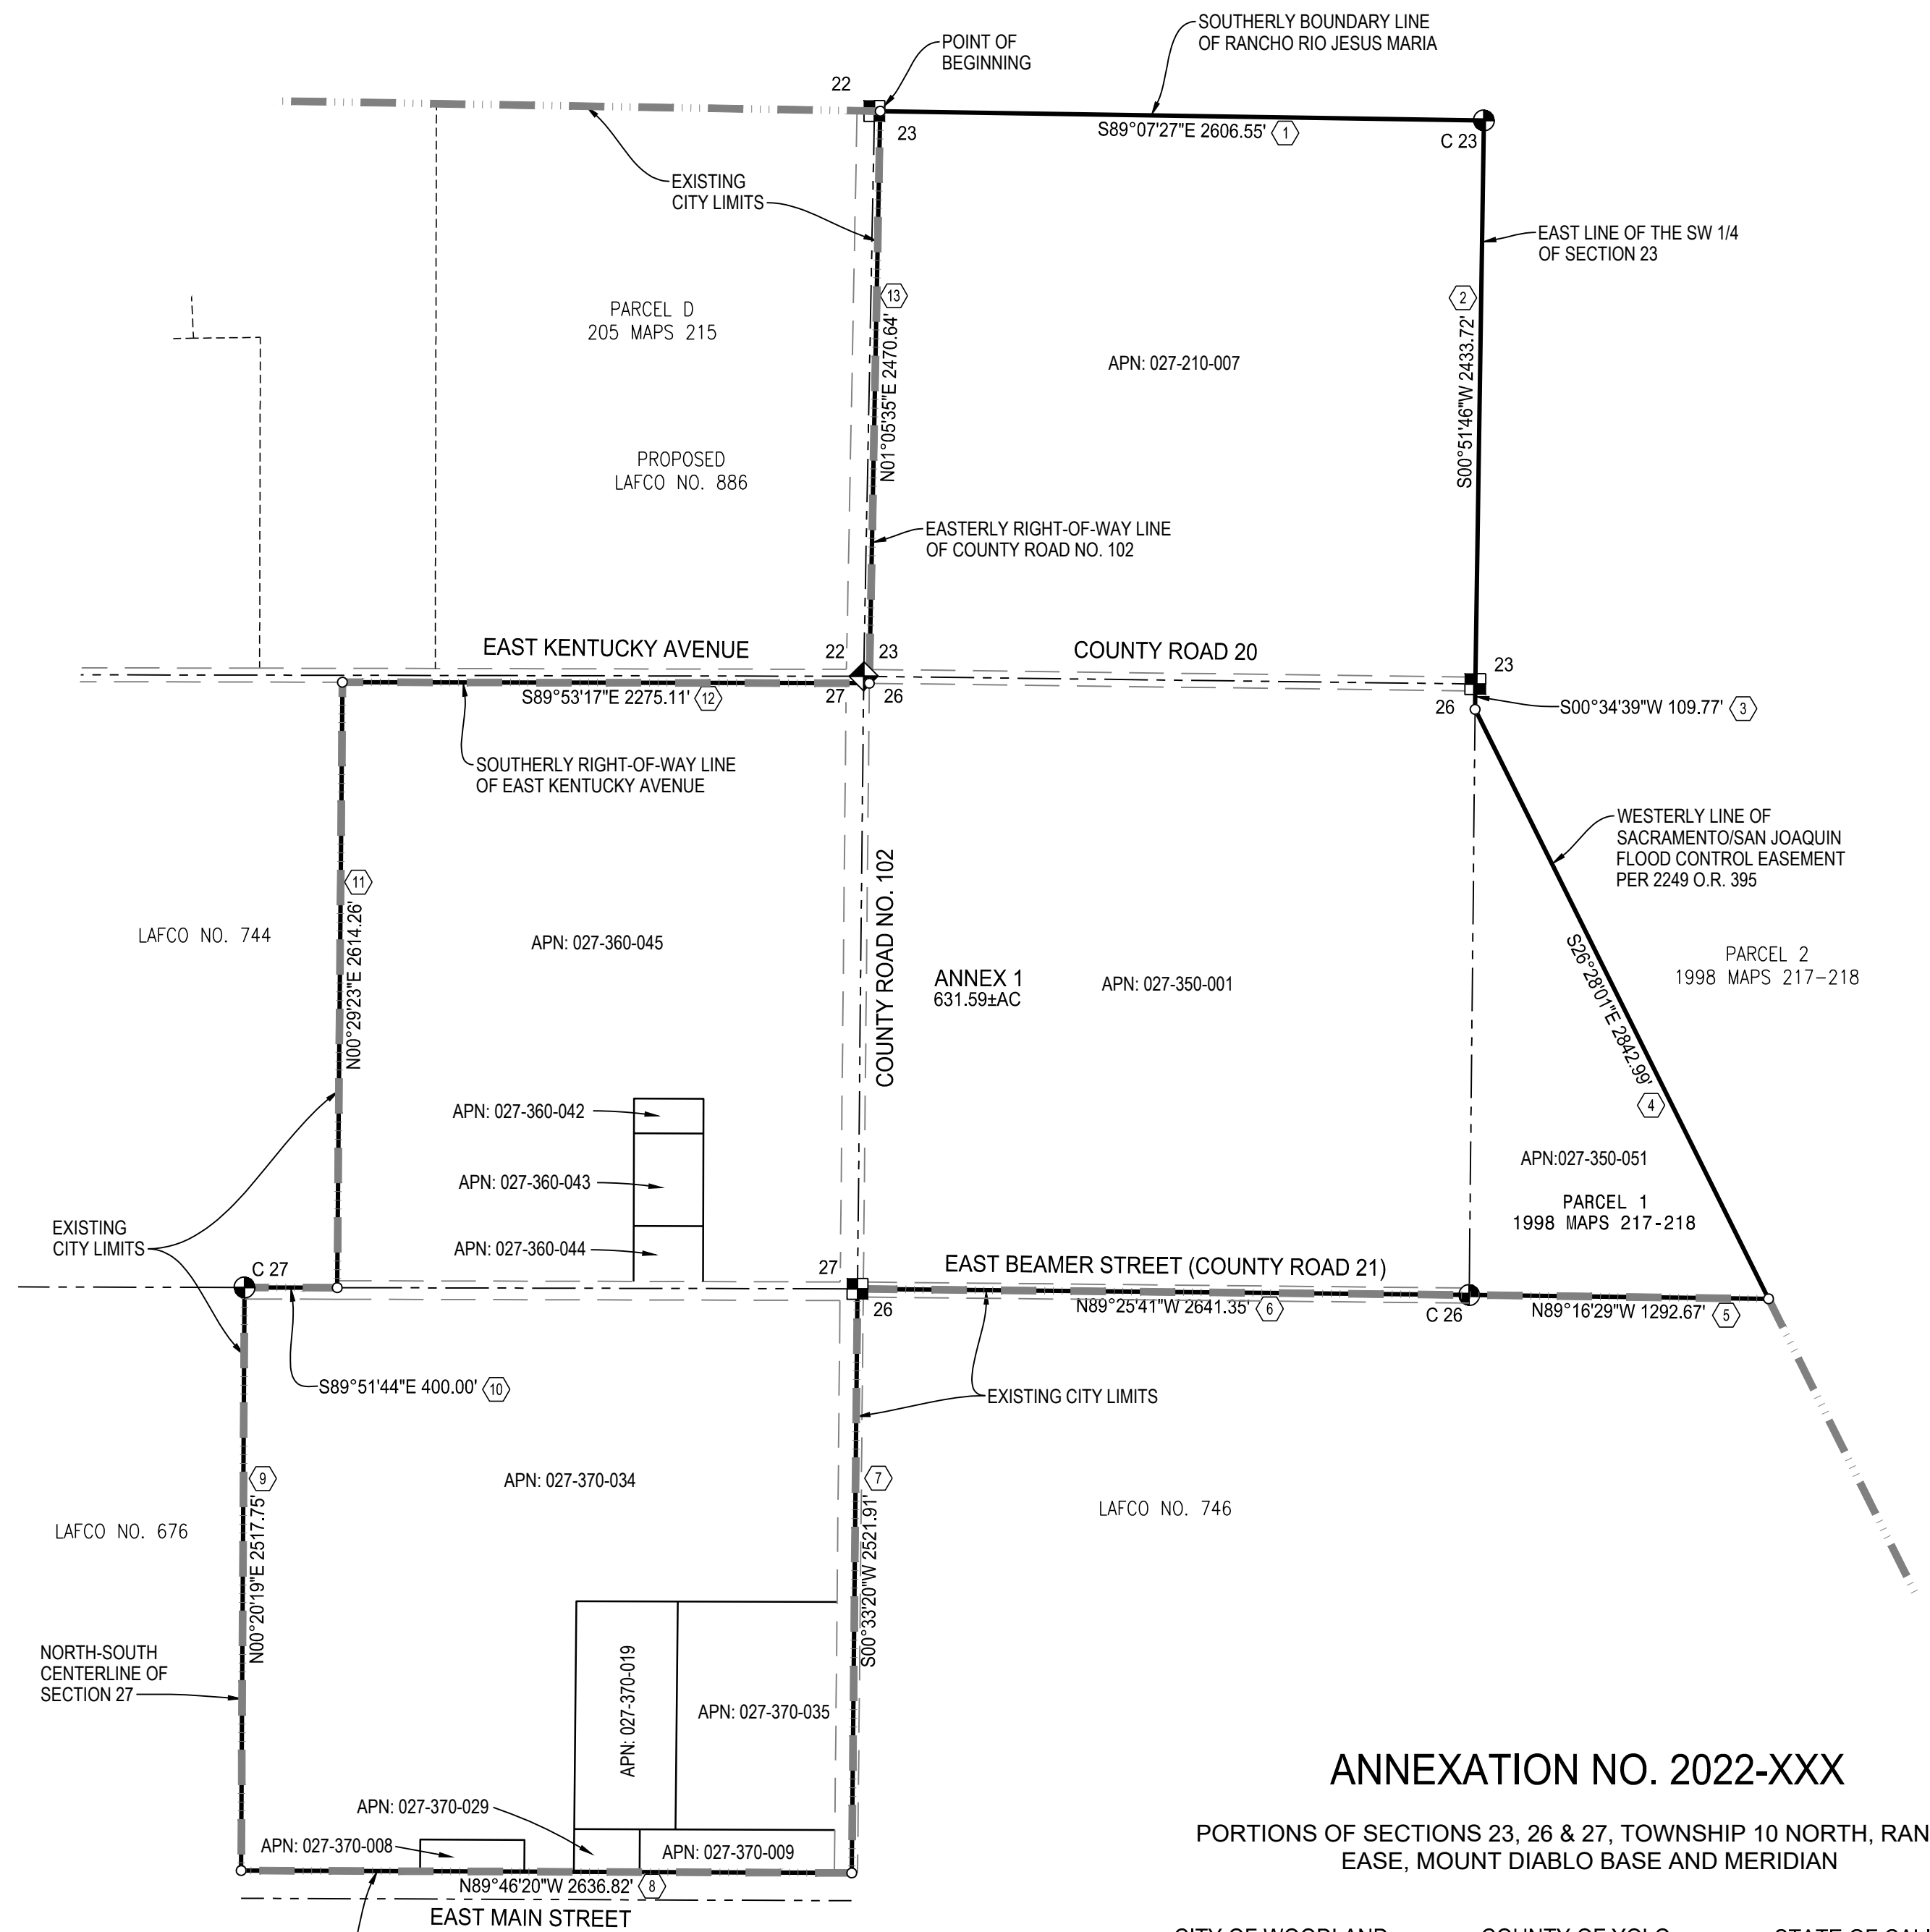 SOUTHERLY BOUNDARY LINE
OF RANCHO RIO JESUS MARIA
POINT OF
BEGINNING
22
23
S89°07'27"E 2606.55' 1
C 23
EXISTING
CITY LIMITS
EAST LINE OF THE SW 1/4
OF SECTION 23
PARCEL D
205 MAPS 215
13
N01°05'35"E 2470.64'
2
S00°51'46"W 2433.72'
APN: 027-210-007
PROPOSED
LAFCO NO. 886
EASTERLY RIGHT-OF-WAY LINE
OF COUNTY ROAD NO. 102
EAST KENTUCKY AVENUE
22
23
COUNTY ROAD 20
23
S89°53'17"E 2275.11' 12
27
26
26
S00°34'39"W 109.77' 3
SOUTHERLY RIGHT-OF-WAY LINE
OF EAST KENTUCKY AVENUE
WESTERLY LINE OF
SACRAMENTO/SAN JOAQUIN
FLOOD CONTROL EASEMENT
PER 2249 O.R. 395
11
N00°29'23"E 2614.26'
LAFCO NO. 744
APN: 027-360-045
COUNTY ROAD NO. 102
ANNEX 1
631.59±AC
APN: 027-350-001
S26°28'01"E 2842.99'
4
PARCEL 2
1998 MAPS 217-218
APN: 027-360-042
APN: 027-360-043
APN: 027-360-044
APN:027-350-051
PARCEL 1
1998 MAPS 217-218
EXISTING
CITY LIMITS
C 27
27
EAST BEAMER STREET (COUNTY ROAD 21)
26
N89°25'41"W 2641.35' 6
C 26
N89°16'29"W 1292.67' 5
S89°51'44"E 400.00' 10
EXISTING CITY LIMITS
9
N00°20'19"E 2517.75'
APN: 027-370-034
7
S00°33'20"W 2521.91'
LAFCO NO. 676
LAFCO NO. 746
NORTH-SOUTH
CENTERLINE OF
SECTION 27
APN: 027-370-019
APN: 027-370-035
APN: 027-370-029
APN: 027-370-008
APN: 027-370-009
N89°46'20"W 2636.82' 8
EAST MAIN STREET
ANNEXATION NO. 2022-XXX
PORTIONS OF SECTIONS 23, 26 & 27, TOWNSHIP 10 NORTH, RAN
EASE, MOUNT DIABLO BASE AND MERIDIAN
CITY OF WOODLAND
COUNTY OF YOLO
STATE OF CALI